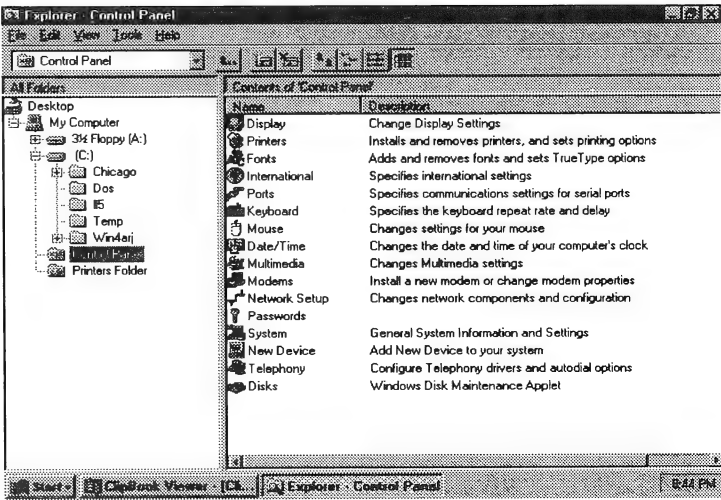 Explorer - Control Panel
File Edit View Tools Help
Control Panel
All Folders
Contents of 'Control Panel'
Desktop
My Computer
3½ Floppy (A:)
(C:)
Chicago
Dos
Il5
Temp
Win4arj
Control Panel
Printers Folder
Name Description
Display Change Display Settings
Printers Installs and removes printers, and sets printing options
Fonts Adds and removes fonts and sets TrueType options
International Specifies international settings
Ports Specifies communications settings for serial ports
Keyboard Specifies the keyboard repeat rate and delay
Mouse Changes settings for your mouse
Date/Time Changes the date and time of your computer's clock
Multimedia Changes Multimedia settings
Modems Install a new modem or change modem properties
Network Setup Changes network components and configuration
Passwords
System General System Information and Settings
New Device Add New Device to your system
Telephony Configure Telephony drivers and autodial options
Disks Windows Disk Maintenance Applet
Start ClipBook Viewer - [Cli... Explorer - Control Panel 8:44 PM